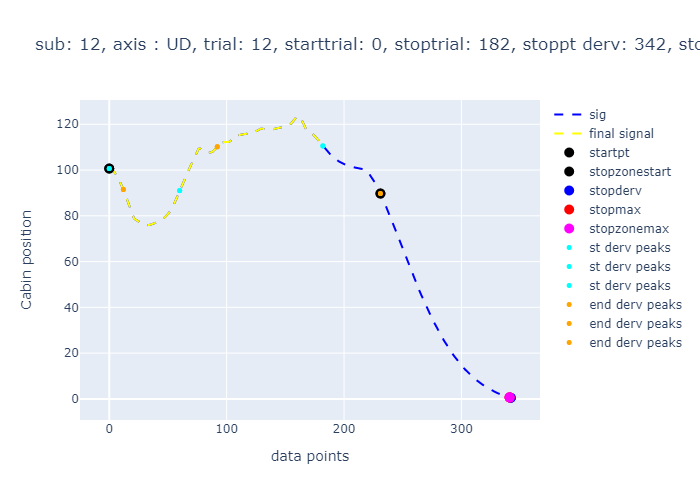 sub: 12, axis : UD, trial: 12, starttrial: 0, stoptrial: 182, stoppt derv: 342, sto
sig
final signal
startpt
stopzonestart
stopderv
stopmax
stopzonemax
st derv peaks
st derv peaks
st derv peaks
end derv peaks
end derv peaks
end derv peaks
Cabin position
120
100
80
60
40
20
0
0 100 200 300
data points